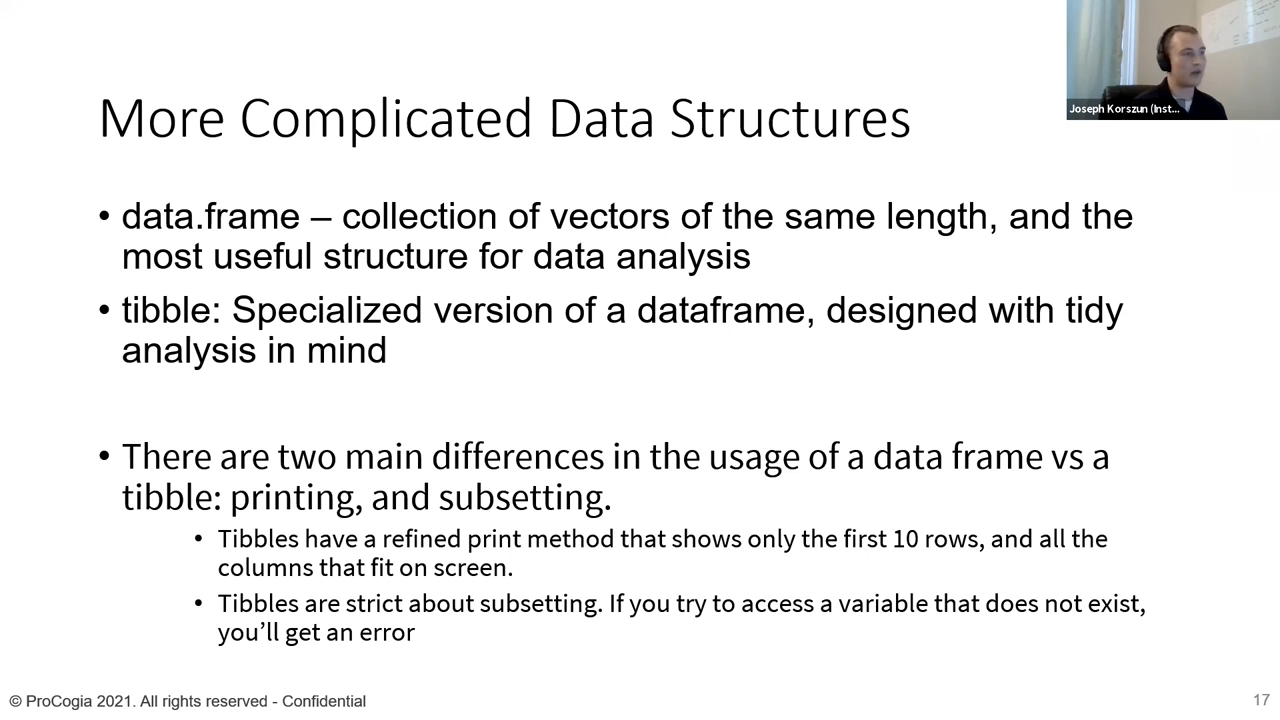 More Complicated Data Structures
Joseph Korszun (Inst...
• data.frame – collection of vectors of the same length, and the
most useful structure for data analysis
• tibble: Specialized version of a dataframe, designed with tidy
analysis in mind
• There are two main differences in the usage of a data frame vs a
tibble: printing, and subsetting.
• Tibbles have a refined print method that shows only the first 10 rows, and all the
columns that fit on screen.
• Tibbles are strict about subsetting. If you try to access a variable that does not exist,
you’ll get an error
© ProCogia 2021. All rights reserved - Confidential
17